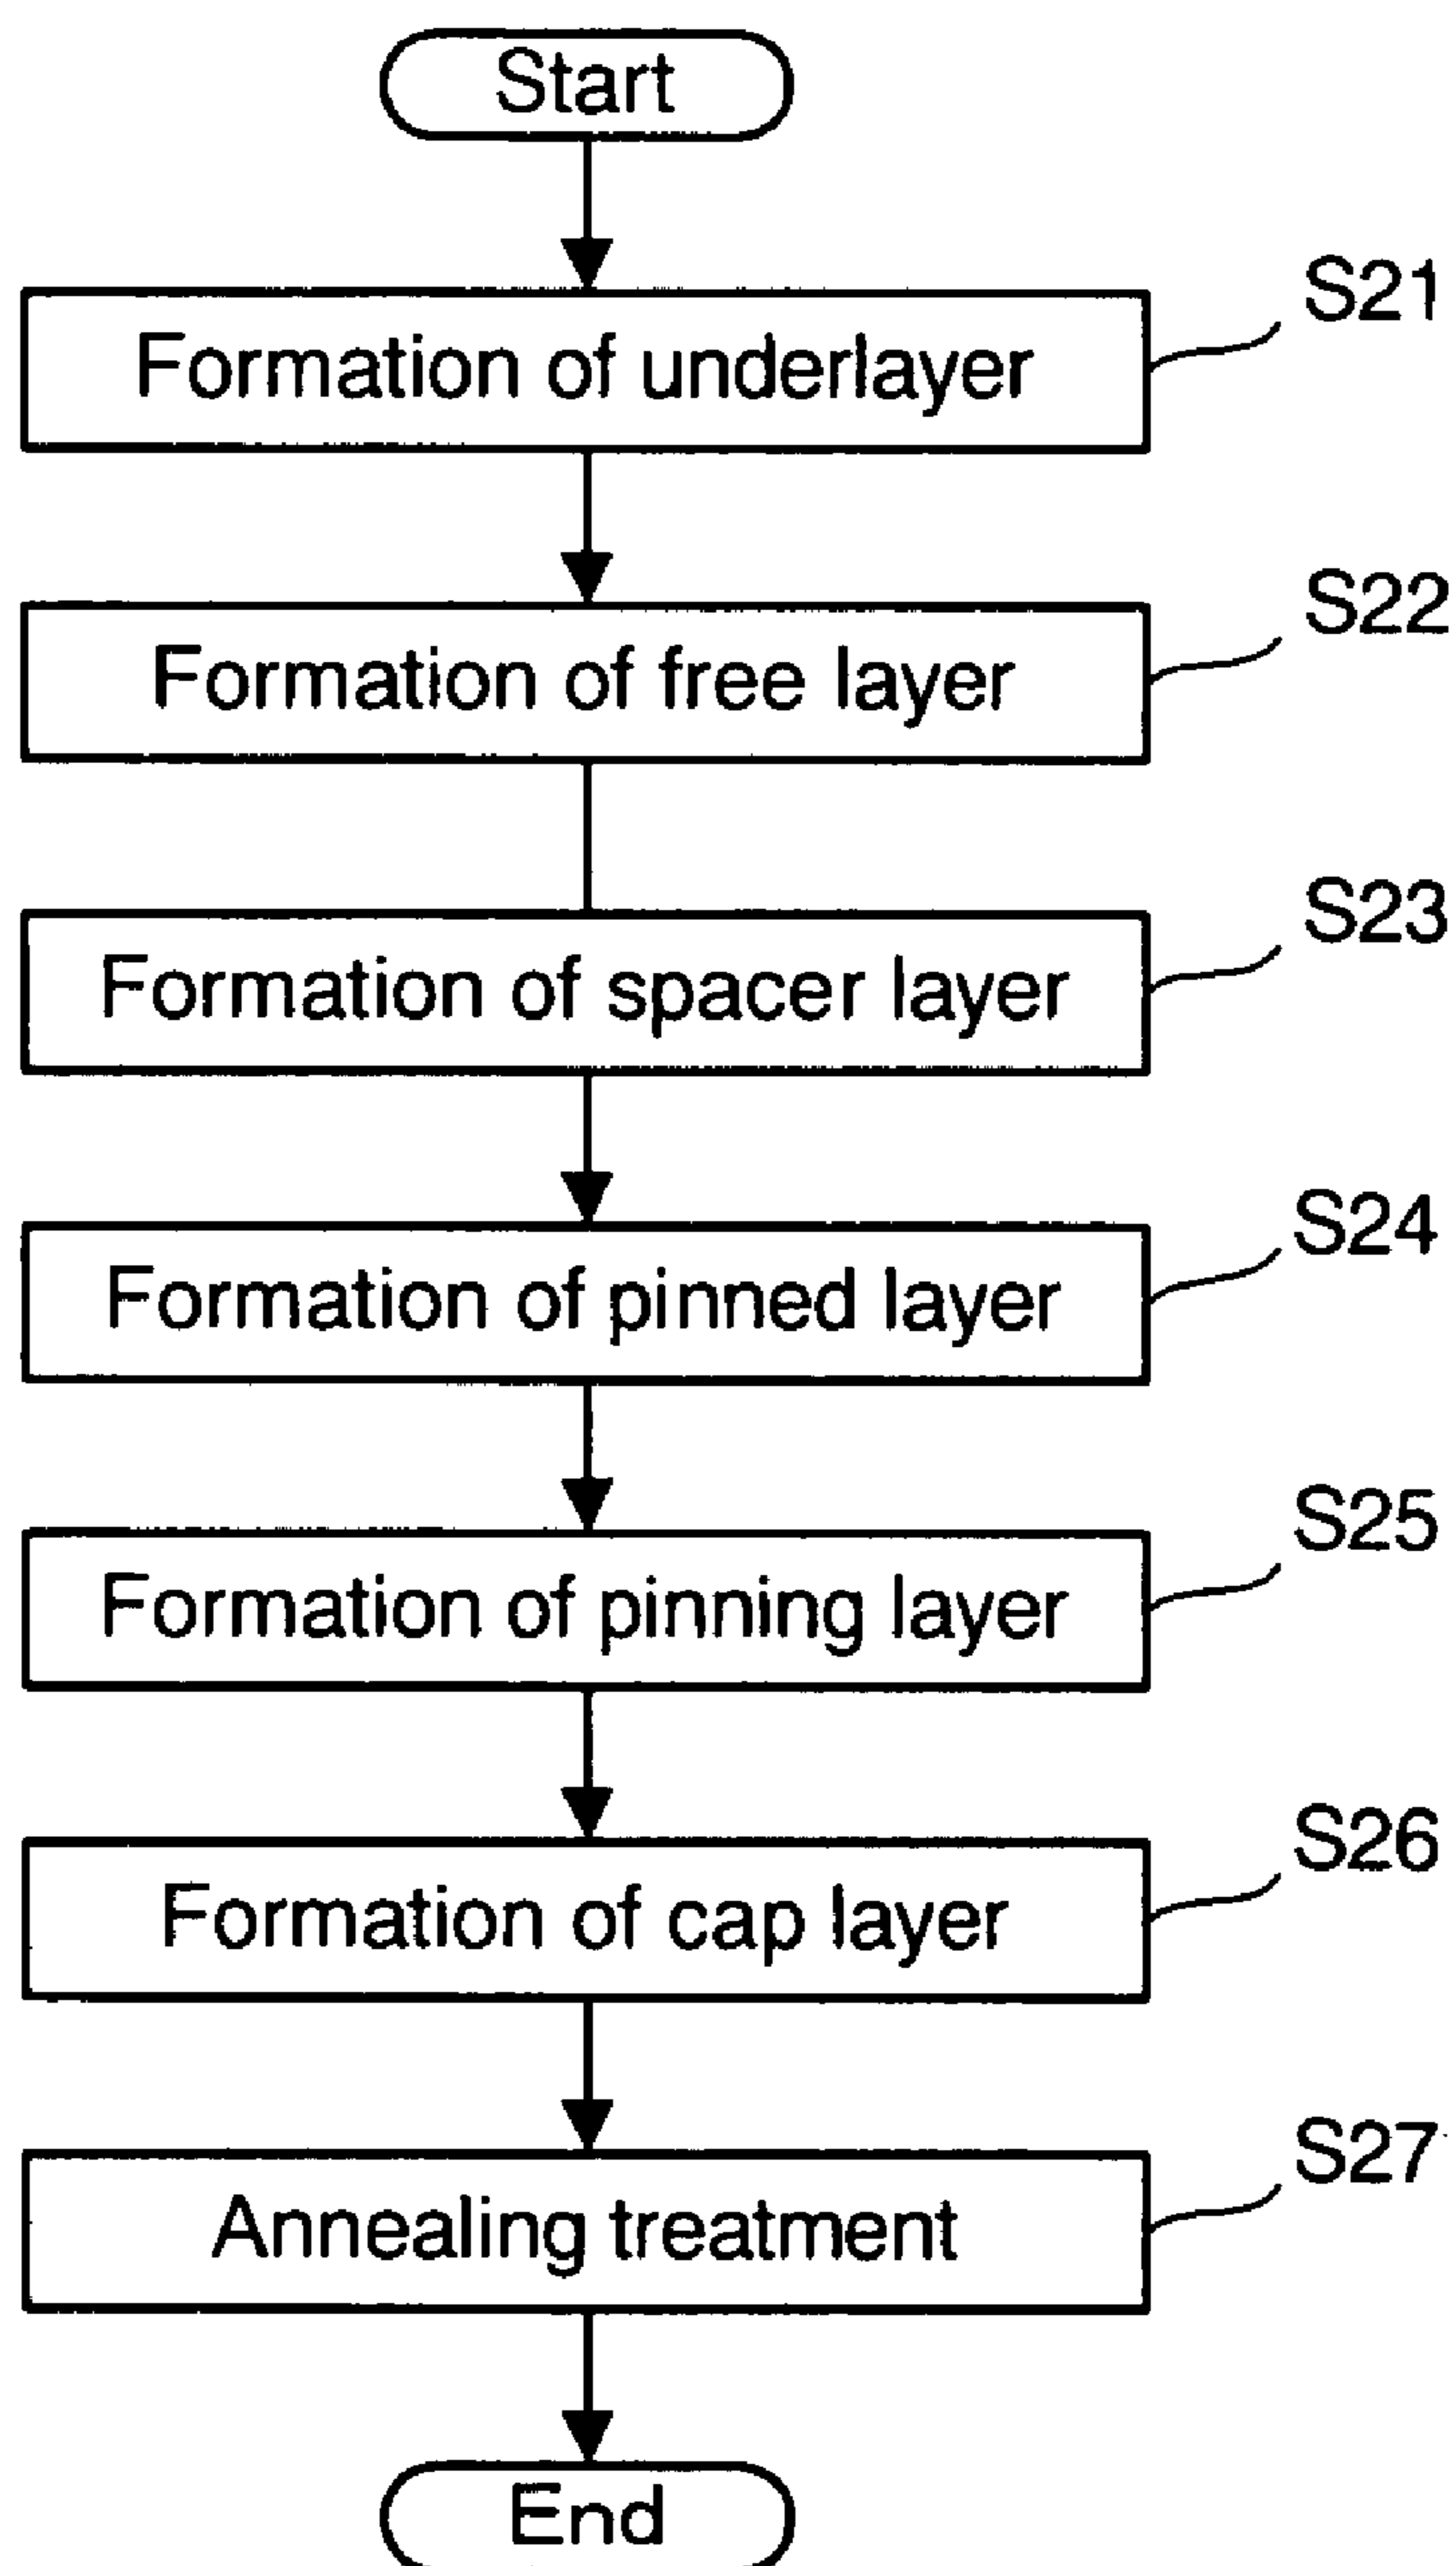 Start
Formation of underlayer
S21
Formation of free layer
S22
Formation of spacer layer
S23
Formation of pinned layer
S24
Formation of pinning layer
S25
Formation of cap layer
S26
Annealing treatment
S27
End